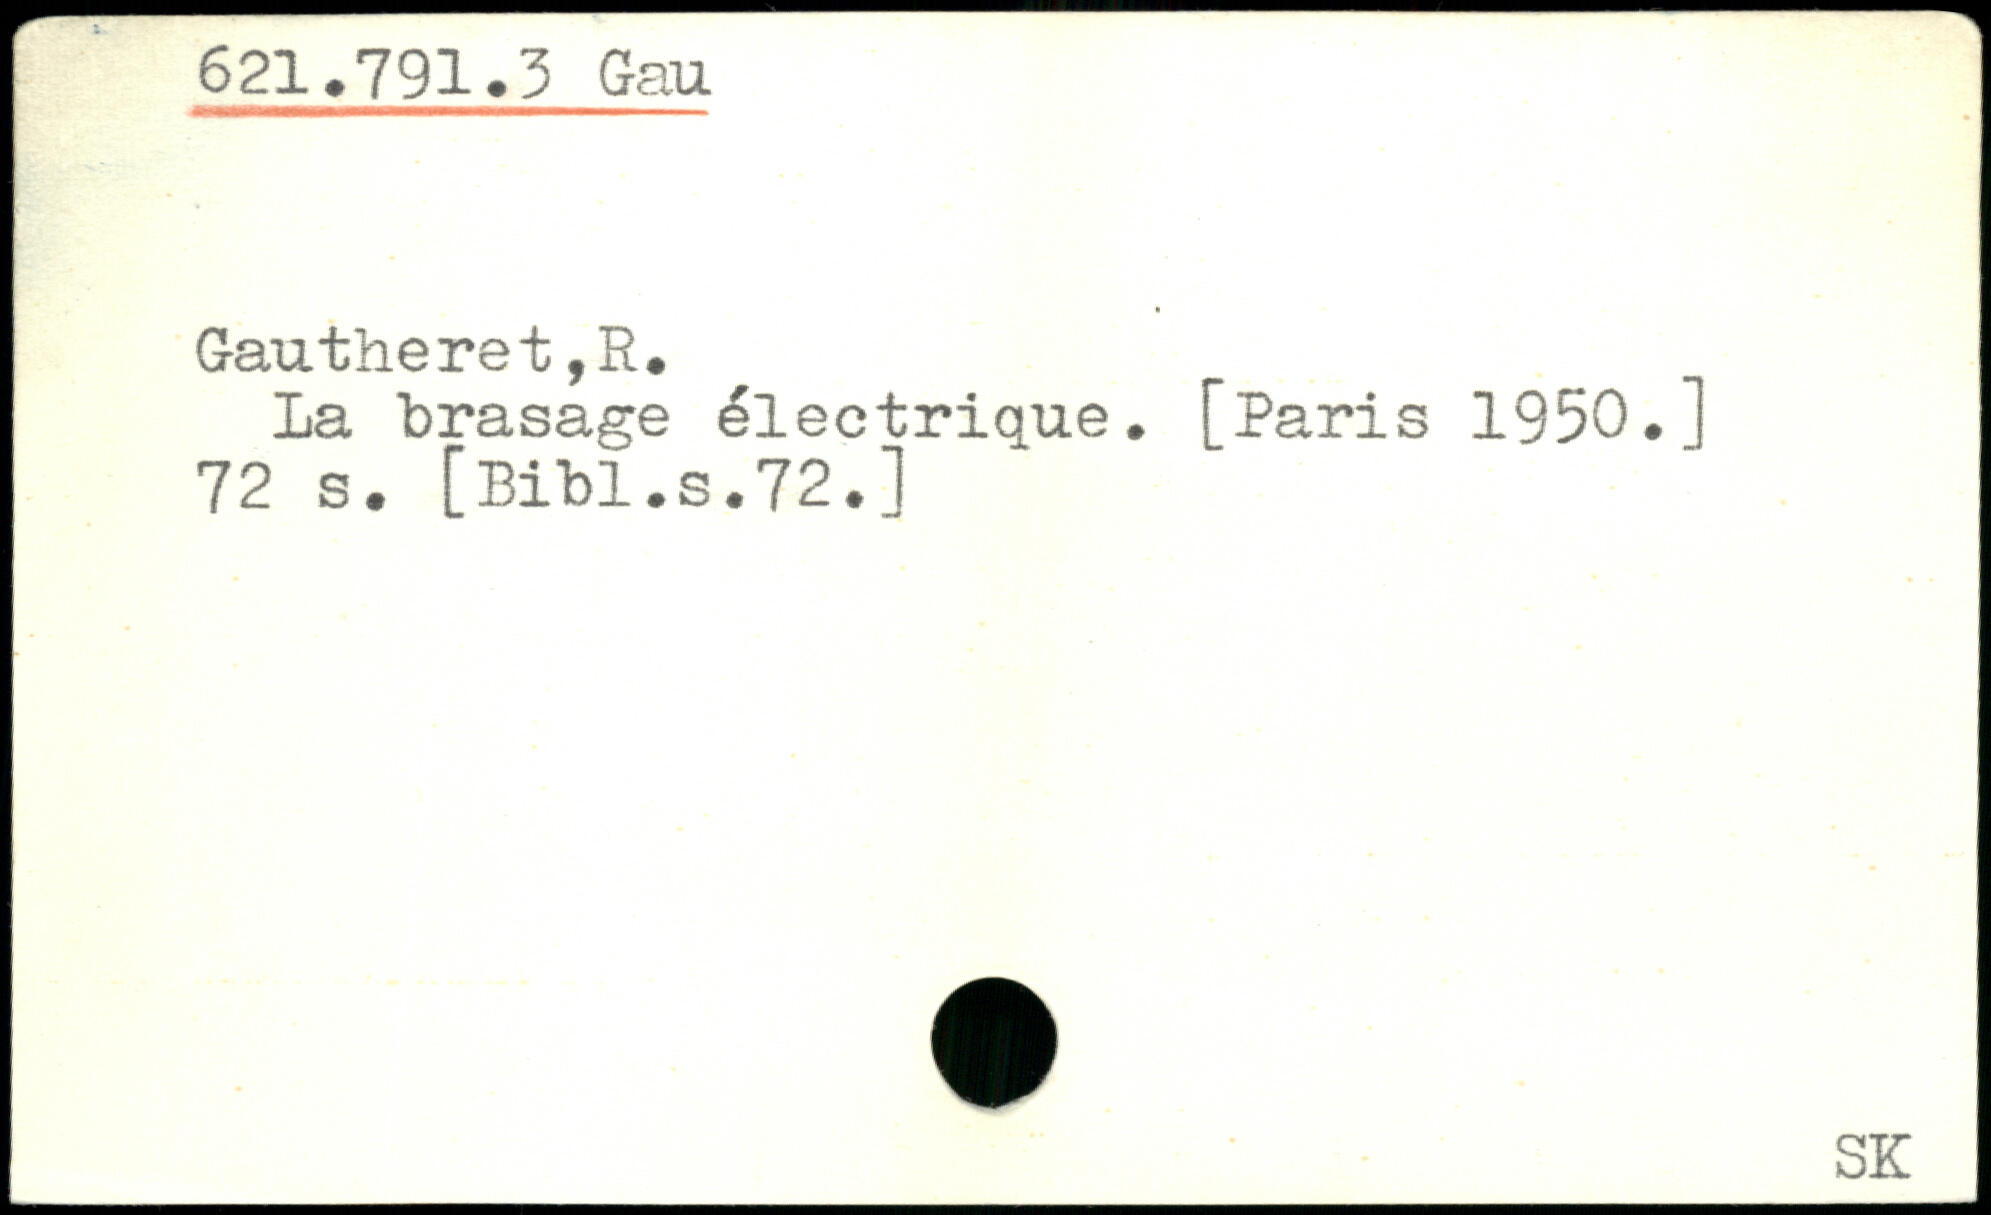 621.791.3 Gau
Gautheret,R.
La brasage électrique. [Paris 1950.]
72 s. [Bibl.s.72.]
SK